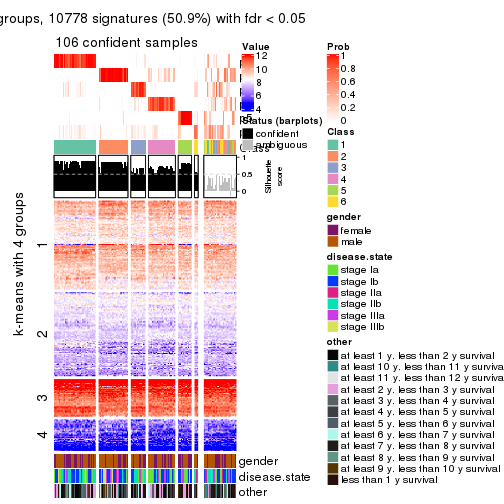 groups, 10778 signatures (50.9%) with fdr < 0.05
106 confident samples
k-means with 4 groups
1
2
3
4
p5
Class
1
0.5
0
Silhouette
score
gender
disease.state
other
Value
12
10
8
6
4
Status (barplots)
confident
ambiguous
Prob
1
0.8
0.6
0.4
0.2
0
Class
1
2
3
4
5
6
gender
female
male
disease.state
stage Ia
stage Ib
stage IIa
stage IIb
stage IIIa
stage IIIb
other
at least 1 y. less than 2 y survival
at least 10 y. less than 11 y surviva
at least 11 y. less than 12 y surviva
at least 2 y. less than 3 y survival
at least 3 y. less than 4 y survival
at least 4 y. less than 5 y survival
at least 5 y. less than 6 y survival
at least 6 y. less than 7 y survival
at least 7 y. less than 8 y survival
at least 8 y. less than 9 y survival
at least 9 y. less than 10 y survival
less than 1 y survival